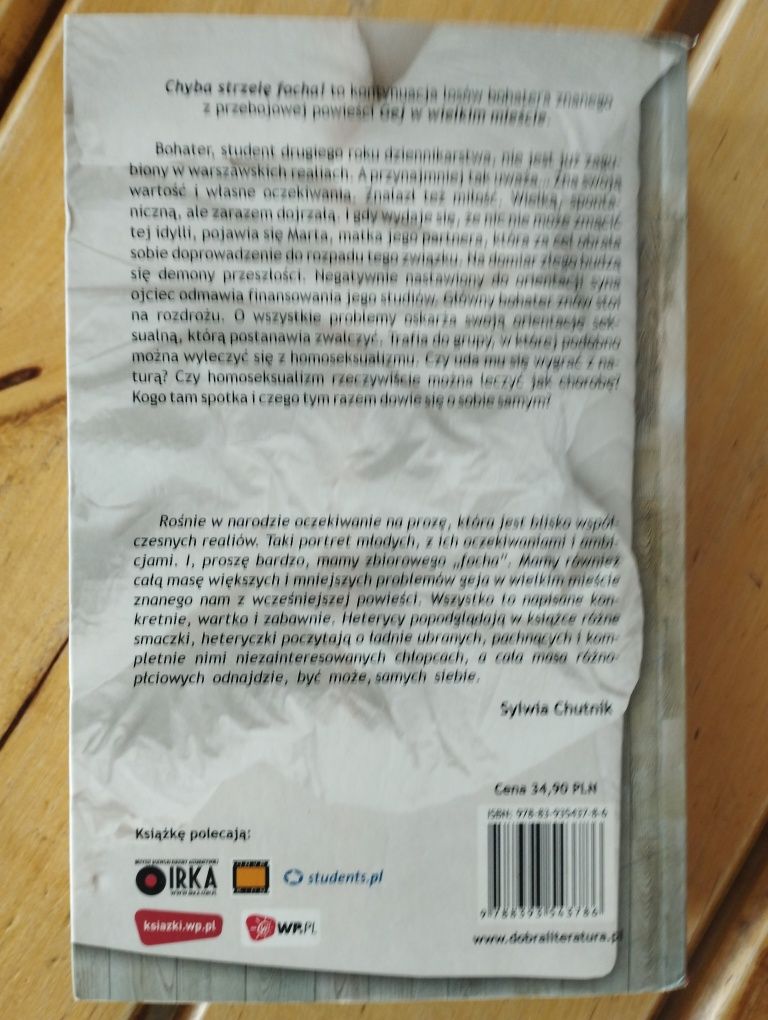 Chyba strzelę focha! to kontynuacja losów bohatera znanego
z przebojowej powieści Gej w wielkim mieście.
Bohater, student drugiego roku dziennikarstwa, nie jest już zagu-
biony w warszawskich realiach. A przynajmniej tak uważa... Zna swoją
wartość i własne oczekiwania. Znalazł też miłość. Wielką, sponta-
niczną, ale zarazem dojrzałą. I gdy wydaje się, że nic nie może zmącić
tej idylli, pojawia się Marta, matka jego partnera, która za cel obrała
sobie doprowadzenie do rozpadu tego związku. Na domiar złego budzą
się demony przeszłości. Negatywnie nastawiony do orientacji syna
ojciec odmawia finansowania jego studiów. Główny bohater znów stoi
na rozdrożu. O wszystkie problemy oskarża swoją orientację sek-
sualną, którą postanawia zwalczyć. Trafia do grupy, w której podobno
można wyleczyć się z homoseksualizmu. Czy uda mu się wygrać z na-
turą? Czy homoseksualizm rzeczywiście można leczyć jak chorobę?
Kogo tam spotka i czego tym razem dowie się o sobie samym?
Rośnie w narodzie oczekiwanie na prozę, która jest blisko współ-
czesnych realiów. Taki portret młodych, z ich oczekiwaniami i ambi-
cjami. I, proszę bardzo, mamy zbiorowego „focha”. Mamy również
całą masę większych i mniejszych problemów geja w wielkim mieście
znanego nam z wcześniejszej powieści. Wszystko to napisane kon-
kretnie, wartko i zabawnie. Heterycy popodglądają w książce różne
smaczki, heteryczki poczytają o ładnie ubranych, pachnących i kom-
pletnie nimi niezainteresowanych chłopcach, a cała masa różno-
płciowych odnajdzie, być może, samych siebie.
Sylwia Chutnik
Cena 34,90 PLN
ISBN: 978-83-935437-8-6
Książkę polecają:
IRKA
students.pl
ksiazki.wp.pl
WP.PL
9 788393 543786
www.dobraliteratura.pl